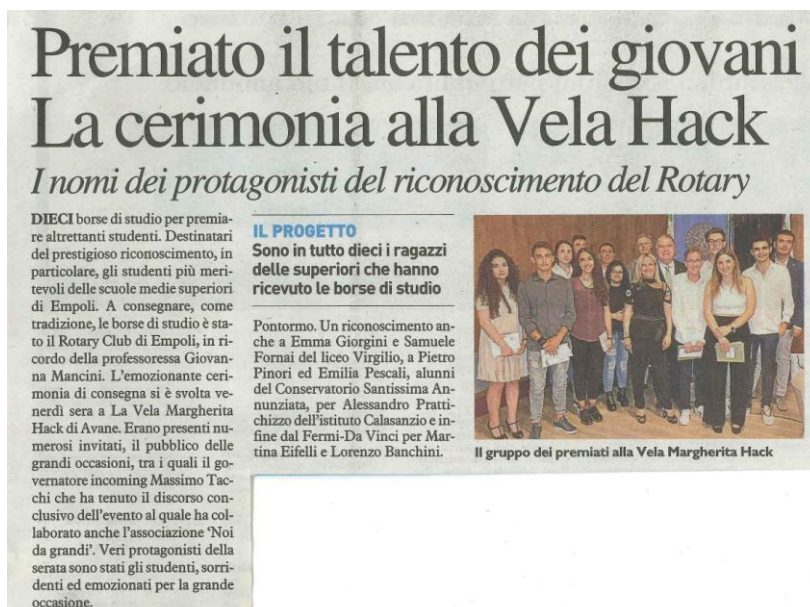 Premiato il talento dei giovani
La cerimonia alla Vela Hack
I nomi dei protagonisti del riconoscimento del Rotary
DIECI borse di studio per premia-
re altrettanti studenti. Destinatari
del prestigioso riconoscimento, in
particolare, gli studenti più meri-
tevoli delle scuole medie superiori
di Empoli. A consegnare, come
tradizione, le borse di studio è sta-
to il Rotary Club di Empoli, in ri-
cordo della professoressa Giovan-
na Mancini. L'emozionante ceri-
monia di consegna si è svolta ve-
nerdì sera a La Vela Margherita
Hack di Avane. Erano presenti nu-
merosi invitati, il pubblico delle
grandi occasioni, tra i quali il go-
vernatore incoming Massimo Tac-
chi che ha tenuto il discorso con-
clusivo dell'evento al quale ha col-
laborato anche l'associazione 'Noi
da grandi'. Veri protagonisti della
serata sono stati gli studenti, sorri-
denti ed emozionati per la grande
occasione.
IL PROGETTO
Sono in tutto dieci i ragazzi
delle superiori che hanno
ricevuto le borse di studio
Pontormo. Un riconoscimento an-
che a Emma Giorgini e Samuele
Fornai del liceo Virgilio, a Pietro
Pinori ed Emilia Pescali, alunni
del Conservatorio Santissima An-
nunziata, per Alessandro Pratti-
chizzo dell'istituto Calasanzio e in-
fine dal Fermi-Da Vinci per Mar-
tina Eifelli e Lorenzo Banchini.
Il gruppo dei premiati alla Vela Margherita Hack